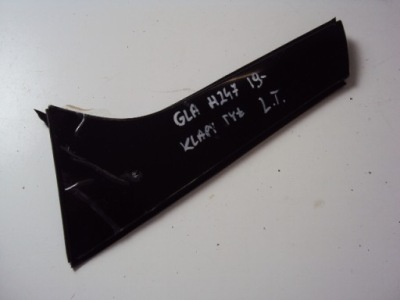 GLA H247 19-
KLAPY TYŁ L.T.